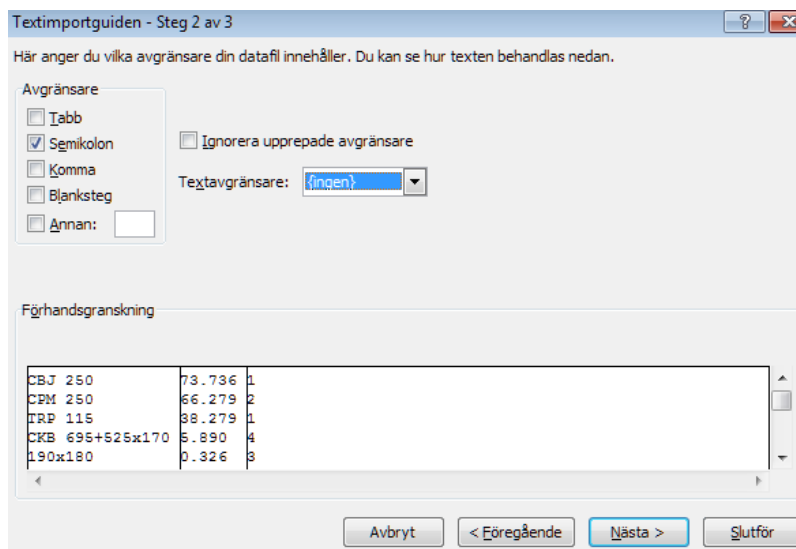 Textimportguiden - Steg 2 av 3
Här anger du vilka avgränsare din datafil innehåller. Du kan se hur texten behandlas nedan.
Avgränsare
Tabb
Semikolon
Komma
Blanksteg
Annan:
Ignorera upprepade avgränsare
Textavgränsare: {ingen}
Förhandsgranskning
CBJ 250 73.736 1
CPM 250 66.279 2
TRP 115 38.279 1
CKB 695+525x170 5.890 4
190x180 0.326 3
Avbryt < Föregående Nästa > Slutför